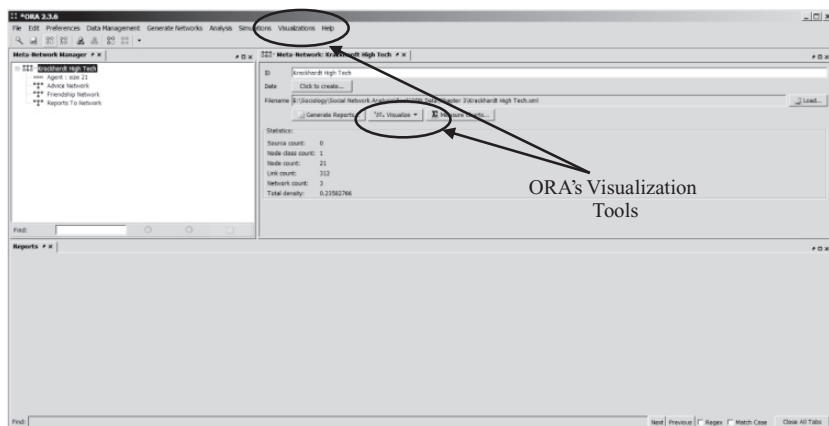 *ORA 2.3.6
File Edit Preferences Data Management Generate Networks Analysis Simulations Visualizations Help
Meta-Network Manager
Krackhardt High Tech
Agent : size 21
Advice Network
Friendship Network
Reports To Network
Find:
Meta-Network: Krackhardt High Tech
ID Krackhardt High Tech
Date Click to create...
Filename Load...
Generate Reports... Visualize Measure Charts...
Statistics:
Source count: 0
Node class count: 1
Node count: 21
Link count: 312
Network count: 3
Total density: 0.23582766
ORA's Visualization
Tools
Reports
Find: Next Previous Regex Match Case Close All Tabs